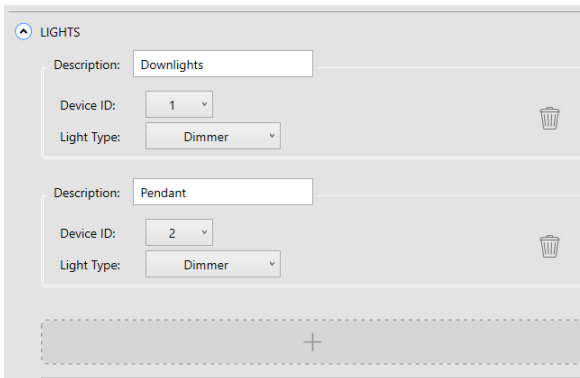 LIGHTS
Description: Downlights
Device ID: 1
Light Type: Dimmer
Description: Pendant
Device ID: 2
Light Type: Dimmer
+